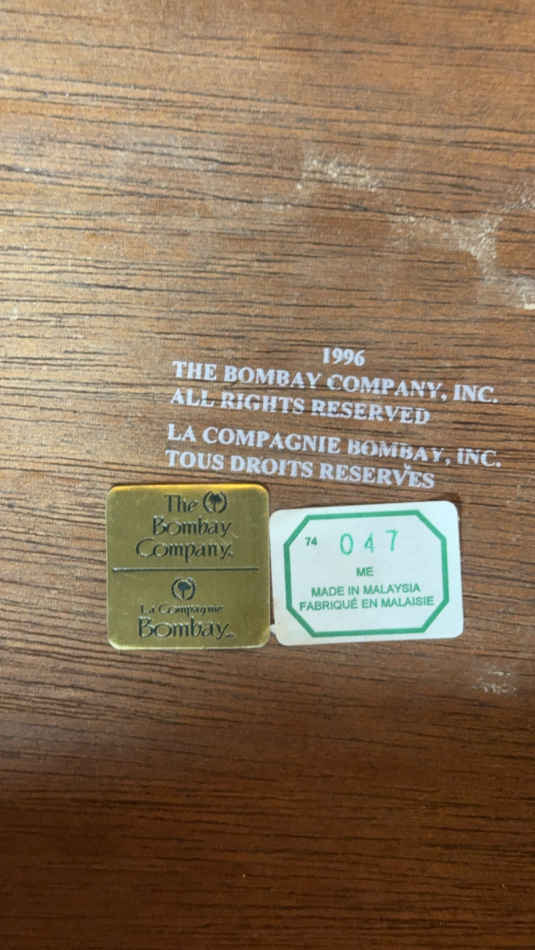 1996
THE BOMBAY COMPANY, INC.
ALL RIGHTS RESERVED
LA COMPAGNIE BOMBAY, INC.
TOUS DROITS RESERVES
The
Bombay
Company.
La Compagnie
Bombay.
74 047
ME
MADE IN MALAYSIA
FABRIQUÉ EN MALAISIE